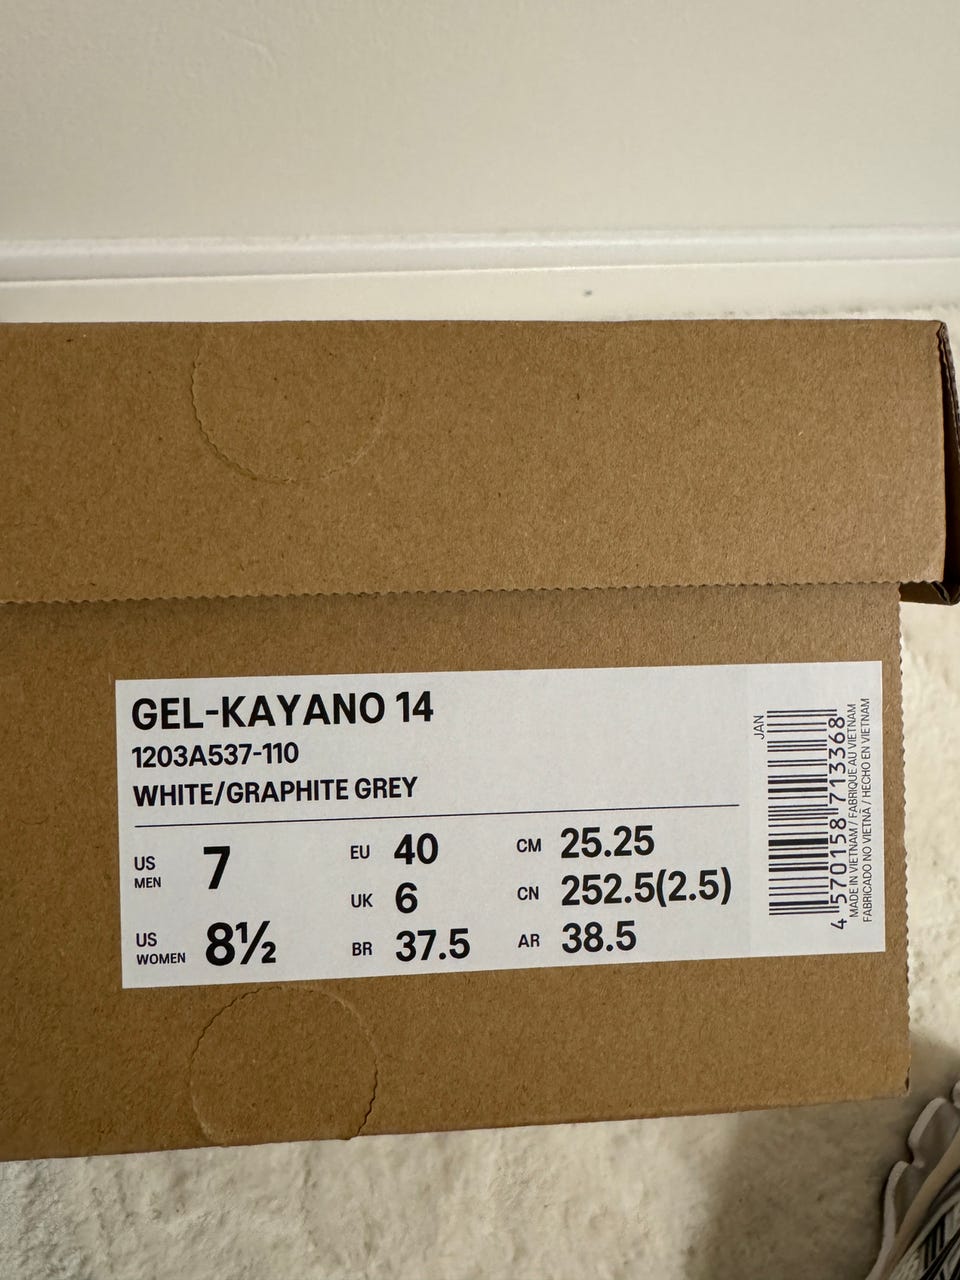 GEL-KAYANO 14
1203A537-110
WHITE/GRAPHITE GREY
US MEN 7 EU 40 CM 25.25
UK 6 CN 252.5(2.5)
US WOMEN 8½ BR 37.5 AR 38.5
JAN
4 570158 713368
MADE IN VIETNAM / FABRIQUE AU VIETNAM
FABRICADO NO VIETNÃ / HECHO EN VIETNAM